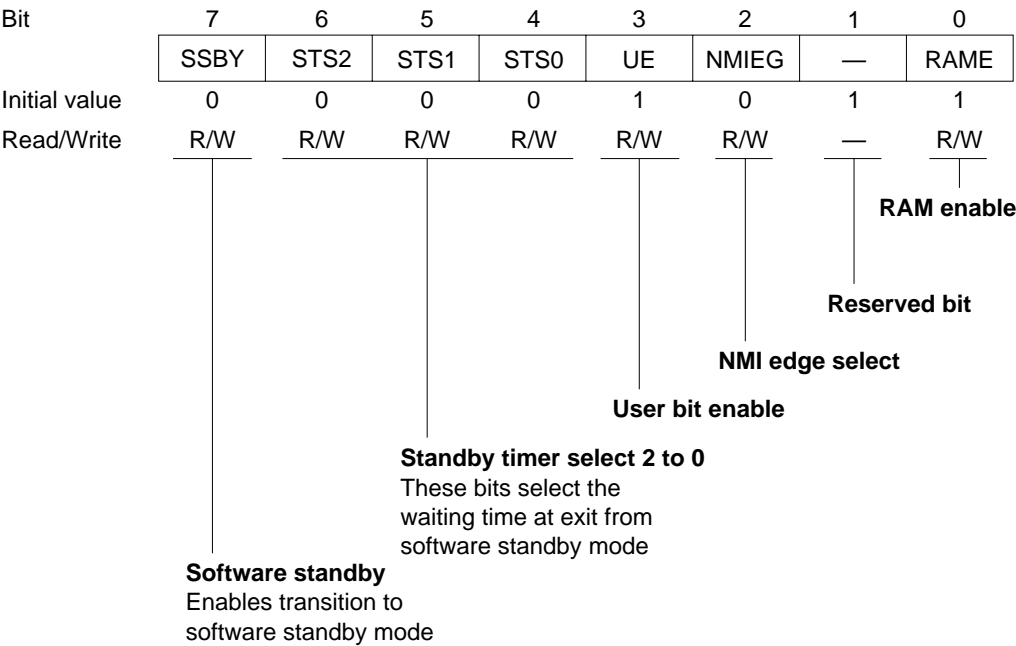 Bit 7 6 5 4 3 2 1 0
SSBY STS2 STS1 STS0 UE NMIEG — RAME
Initial value 0 0 0 0 1 0 1 1
Read/Write R/W R/W R/W R/W R/W R/W — R/W
RAM enable
Reserved bit
NMI edge select
User bit enable
Standby timer select 2 to 0
These bits select the
waiting time at exit from
software standby mode
Software standby
Enables transition to
software standby mode